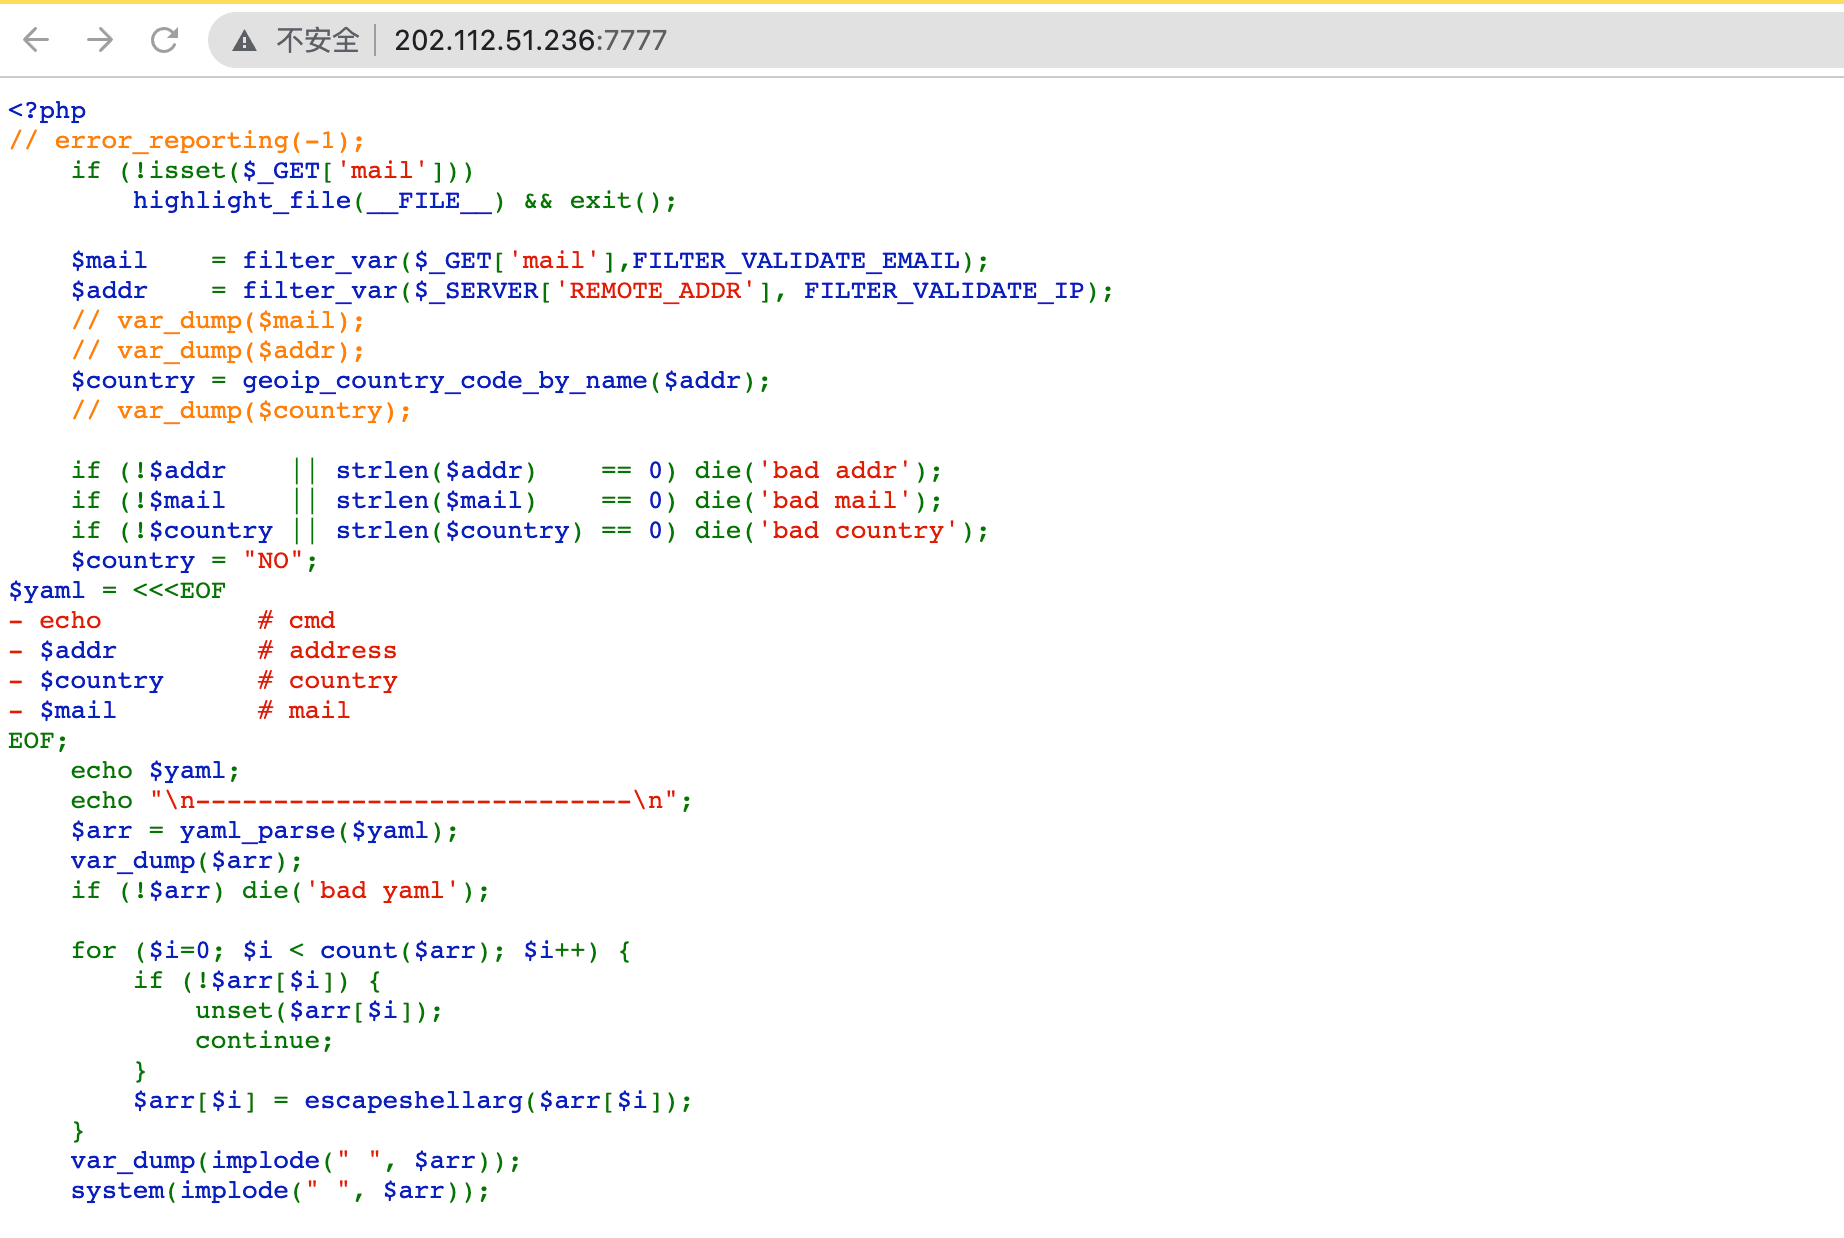 不安全 202.112.51.236:7777
<?php
// error_reporting(-1);
    if (!isset($_GET['mail']))
        highlight_file(__FILE__) && exit();

    $mail    = filter_var($_GET['mail'],FILTER_VALIDATE_EMAIL);
    $addr    = filter_var($_SERVER['REMOTE_ADDR'], FILTER_VALIDATE_IP);
    // var_dump($mail);
    // var_dump($addr);
    $country = geoip_country_code_by_name($addr);
    // var_dump($country);

    if (!$addr    || strlen($addr)    == 0) die('bad addr');
    if (!$mail    || strlen($mail)    == 0) die('bad mail');
    if (!$country || strlen($country) == 0) die('bad country');
    $country = "NO";
$yaml = <<<EOF
- echo          # cmd
- $addr         # address
- $country      # country
- $mail         # mail
EOF;
    echo $yaml;
    echo "\n----------------------------\n";
    $arr = yaml_parse($yaml);
    var_dump($arr);
    if (!$arr) die('bad yaml');

    for ($i=0; $i < count($arr); $i++) {
        if (!$arr[$i]) {
            unset($arr[$i]);
            continue;
        }
        $arr[$i] = escapeshellarg($arr[$i]);
    }
    var_dump(implode(" ", $arr));
    system(implode(" ", $arr));